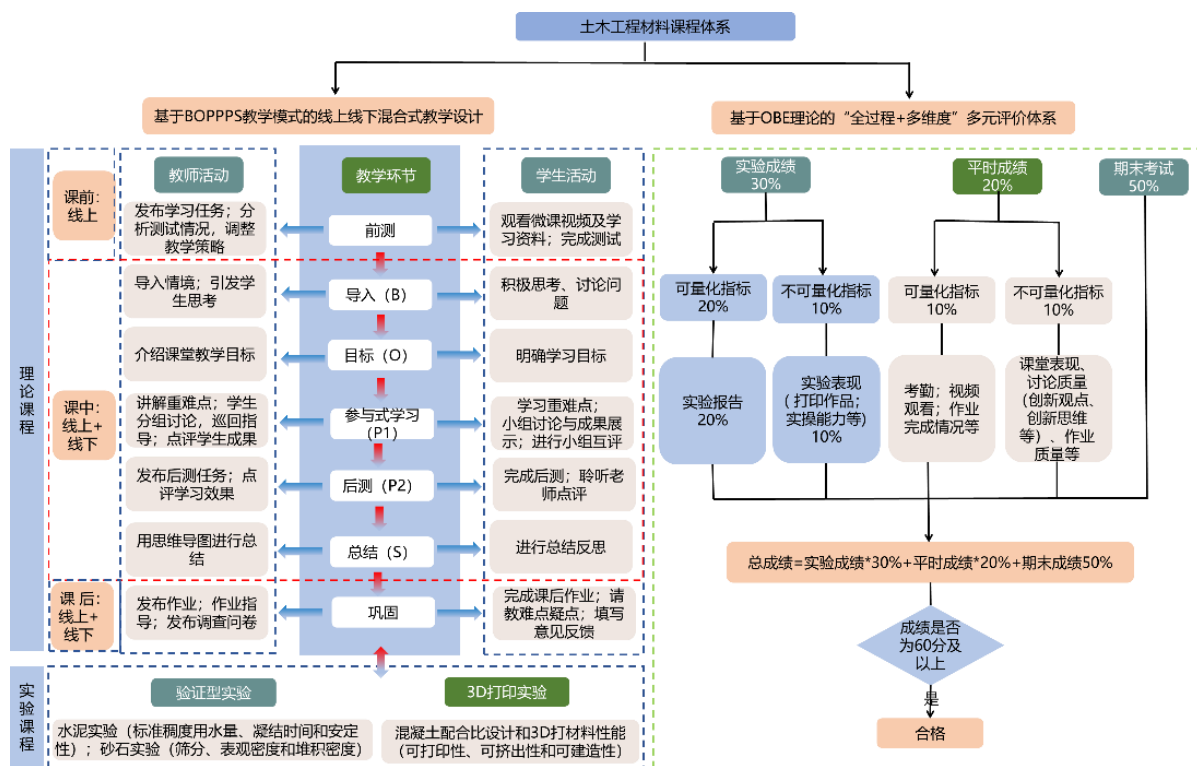 土木工程材料课程体系
基于BOPPPS教学模式的线上线下混合式教学设计
基于OBE理论的“全过程+多维度”多元评价体系
理论课程
课前：
线上
教师活动
教学环节
学生活动
发布学习任务；分
析测试情况，调整
教学策略
前测
观看微课视频及学
习资料；完成测试
课中：
线上+
线下
导入情境；引发学
生思考
导入（B）
积极思考、讨论问
题
介绍课堂教学目标
目标（O）
明确学习目标
讲解重难点；学生
分组讨论，巡回指
导；点评学生成果
参与式学习
（P1）
学习重难点；
小组讨论与成果展
示；进行小组互评
发布后测任务；点
评学习效果
后测（P2）
完成后测；聆听老
师点评
用思维导图进行总
结
总结（S）
进行总结反思
课 后：
线上+
线下
发布作业；作业指
导；发布调查问卷
巩固
完成课后作业；请
教难点疑点；填写
意见反馈
实验课程
验证型实验
3D打印实验
水泥实验（标准稠度用水量、凝结时间和安定
性）；砂石实验（筛分、表观密度和堆积密度）
混凝土配合比设计和3D打材料性能
（可打印性、可挤出性和可建造性）
实验成绩
30%
平时成绩
20%
期末考试
50%
可量化指标
20%
不可量化指标
10%
可量化指标
10%
不可量化指标
10%
实验报告
20%
实验表现
（打印作品；
实操能力等）
10%
考勤；视频
观看；作业
完成情况等
课堂表现、
讨论质量
（创新观点、
创新思维
等）、作业
质量等
总成绩=实验成绩*30%+平时成绩*20%+期末成绩50%
成绩是否
为60分及
以上
是
合格